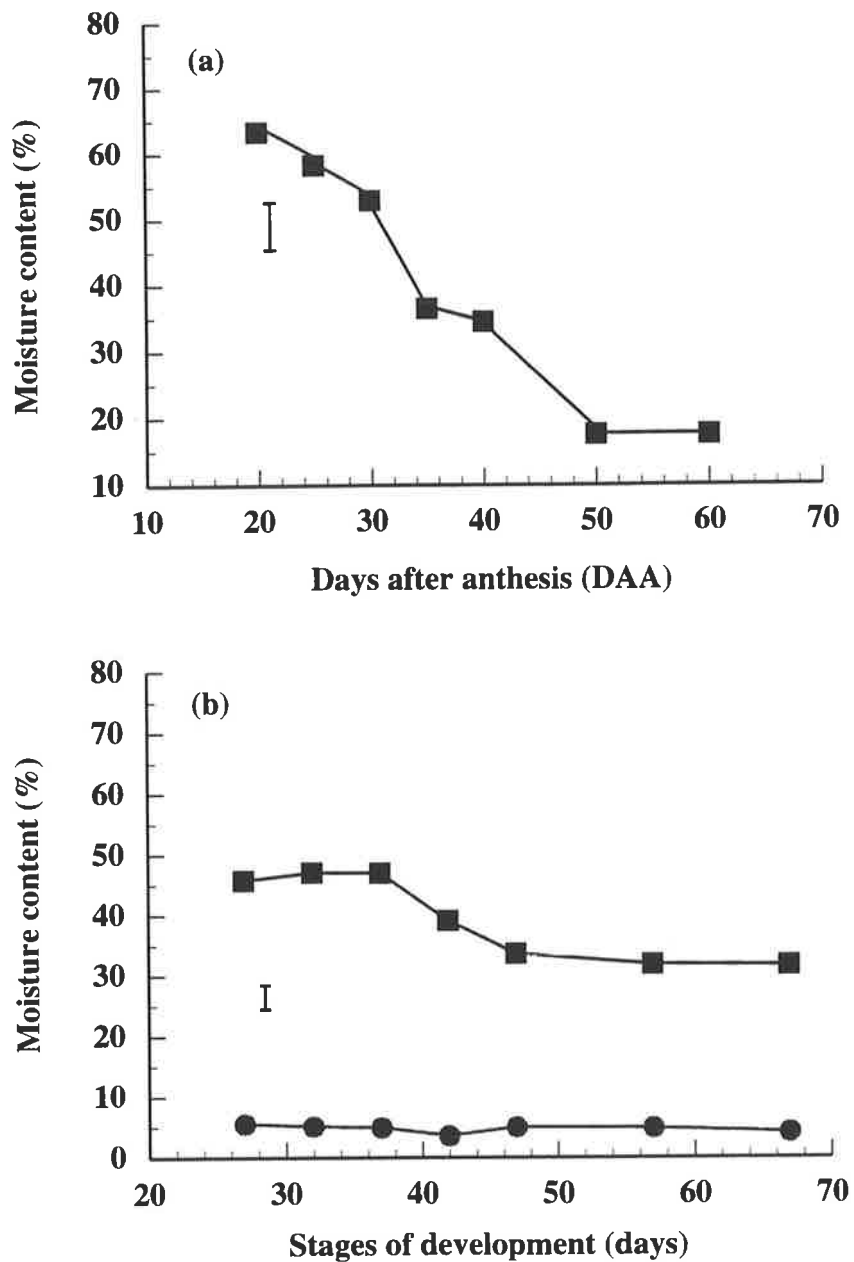 80
(a)
70
60
50
40
30
20
10
10 20 30 40 50 60 70
Moisture content (%)
Days after anthesis (DAA)
80
(b)
70
60
50
40
30
20
10
0
20 30 40 50 60 70
Moisture content (%)
Stages of development (days)